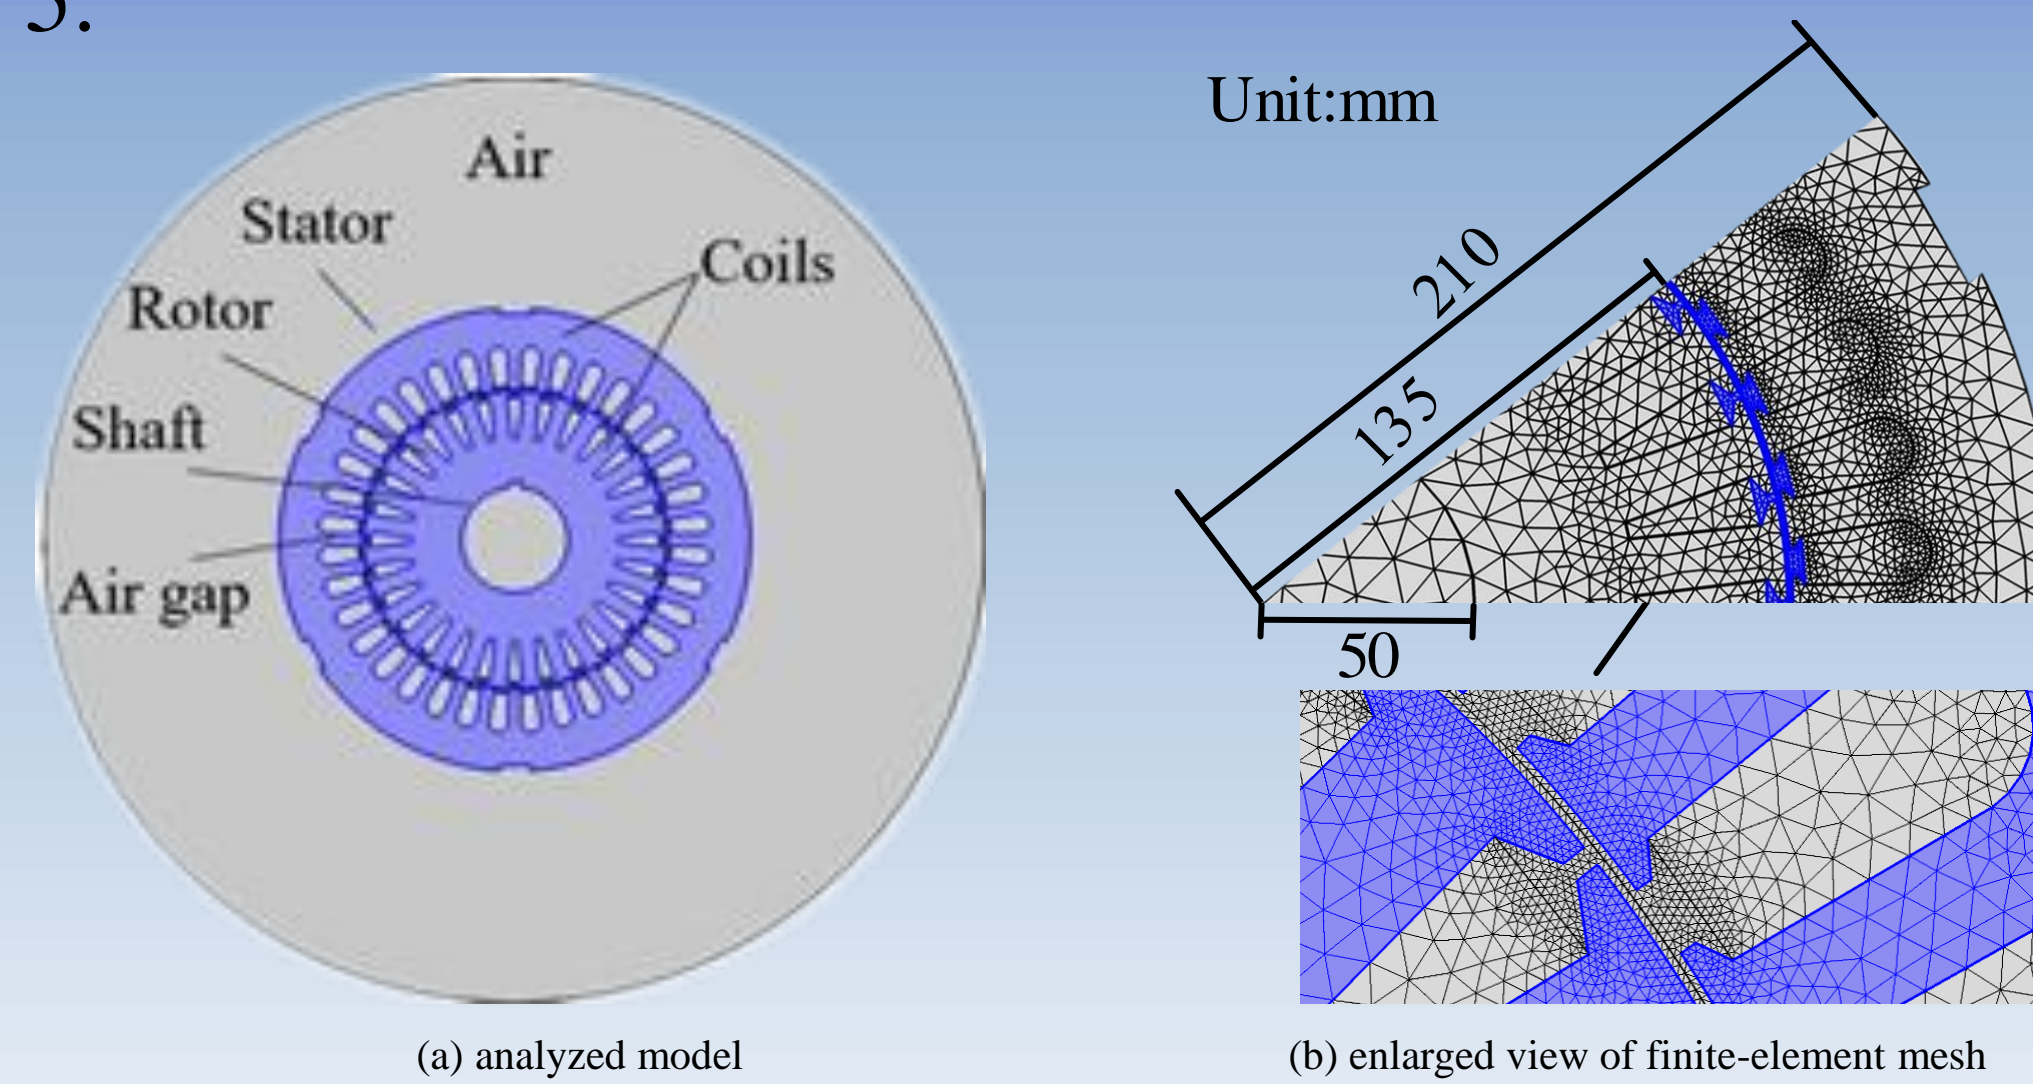 Air
Stator
Coils
Rotor
Shaft
Air gap
(a) analyzed model
Unit:mm
210
135
50
(b) enlarged view of finite-element mesh